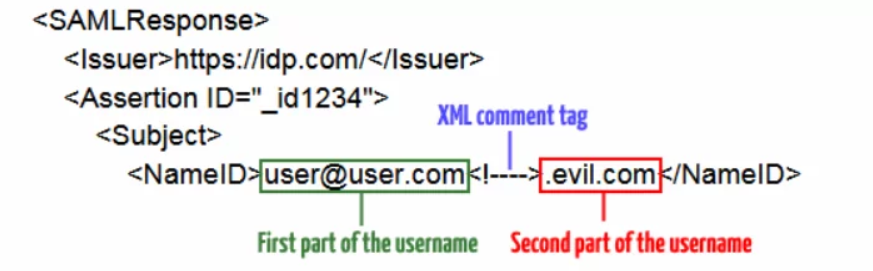 <SAMLResponse>
<Issuer>https://idp.com/</Issuer>
<Assertion ID="_id1234">
XML comment tag
<Subject>
<NameID>user@user.com<!---->.evil.com</NameID>
First part of the username Second part of the username